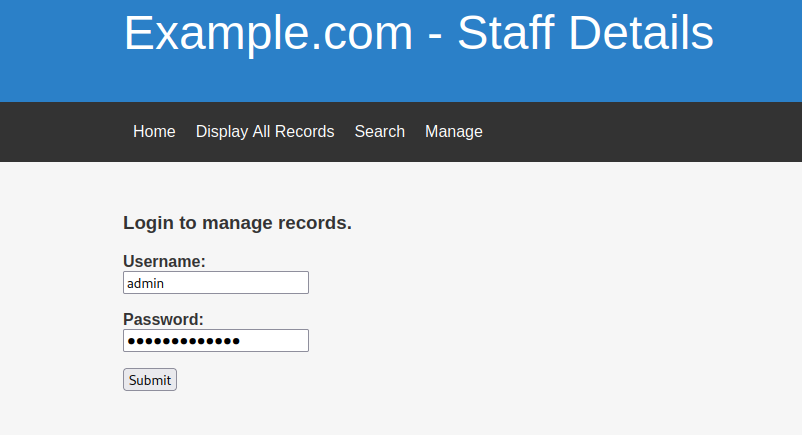 Example.com - Staff Details
Home Display All Records Search Manage
Login to manage records.
Username:
admin
Password:
●●●●●●●●●●●●●
Submit